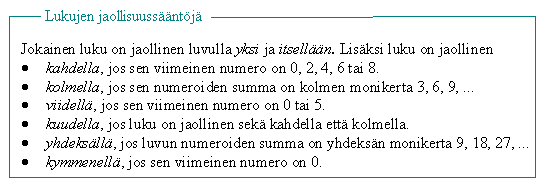 Lukujen jaollisuussääntöjä
Jokainen luku on jaollinen luvulla yksi ja itsellään. Lisäksi luku on jaollinen
● kahdella, jos sen viimeinen numero on 0, 2, 4, 6 tai 8.
● kolmella, jos sen numeroiden summa on kolmen monikerta 3, 6, 9, ...
● viidellä, jos sen viimeinen numero on 0 tai 5.
● kuudella, jos luku on jaollinen sekä kahdella että kolmella.
● yhdeksällä, jos luvun numeroiden summa on yhdeksän monikerta 9, 18, 27, ...
● kymmenellä, jos sen viimeinen numero on 0.